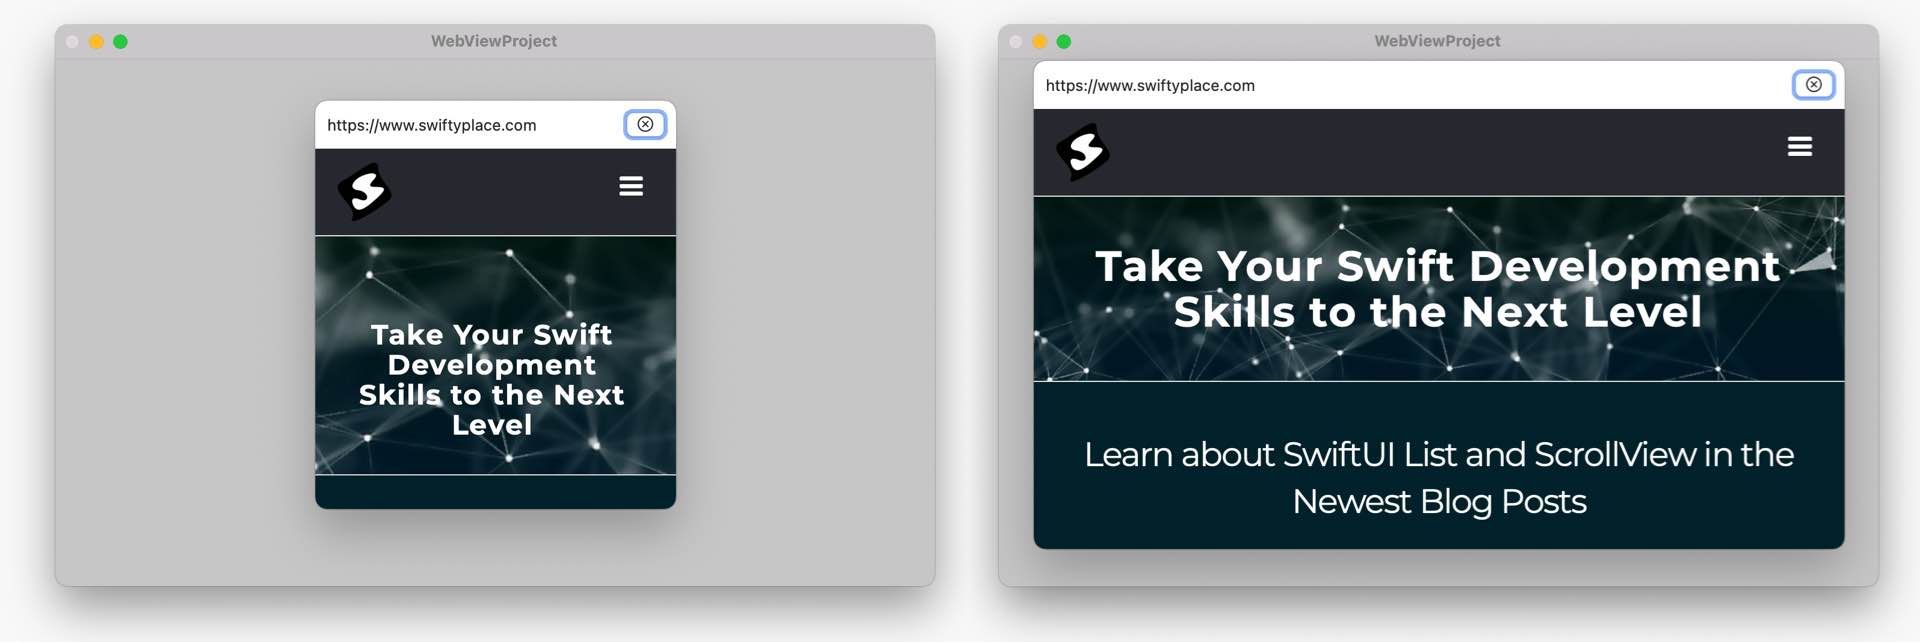 WebViewProject
https://www.swiftyplace.com
Take Your Swift
Development
Skills to the Next
Level
WebViewProject
https://www.swiftyplace.com
Take Your Swift Development
Skills to the Next Level
Learn about SwiftUI List and ScrollView in the
Newest Blog Posts